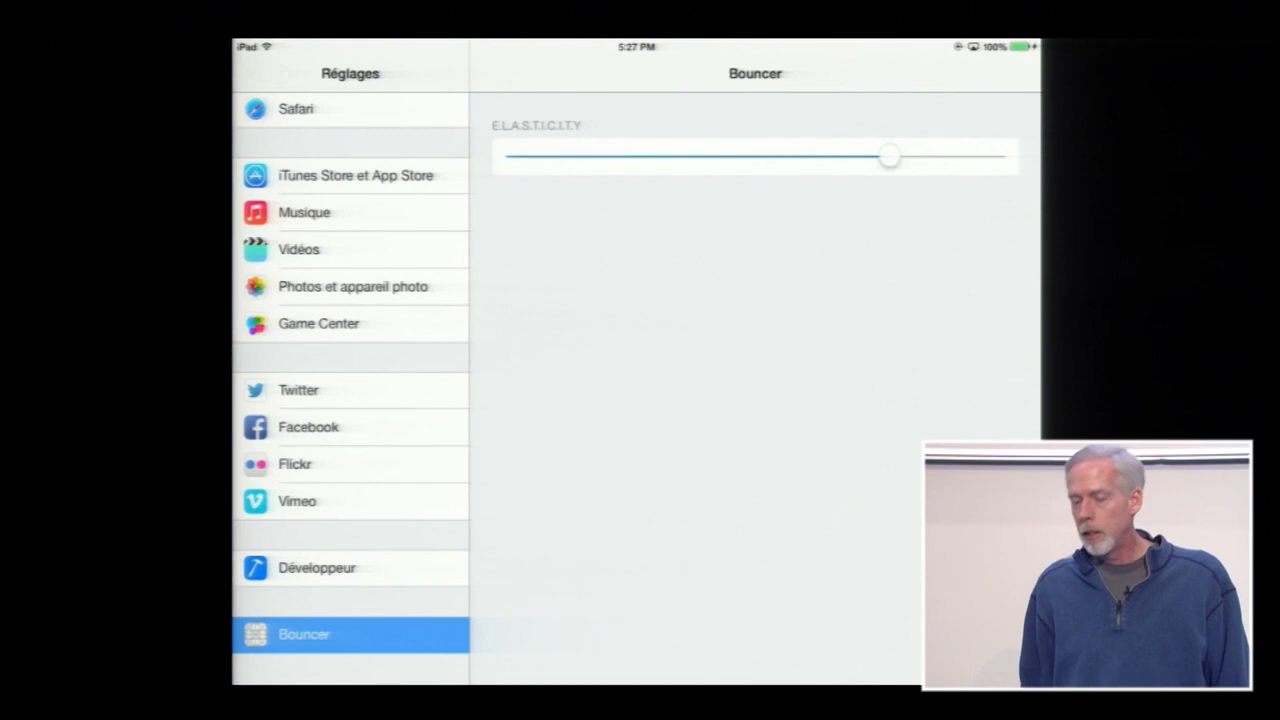 iPad
5:27 PM
100%
Réglages
Bouncer
Safari
iTunes Store et App Store
Musique
Vidéos
Photos et appareil photo
Game Center
Twitter
Facebook
Flickr
Vimeo
Développeur
Bouncer
E.L.A.S.T.I.C.I.T.Y